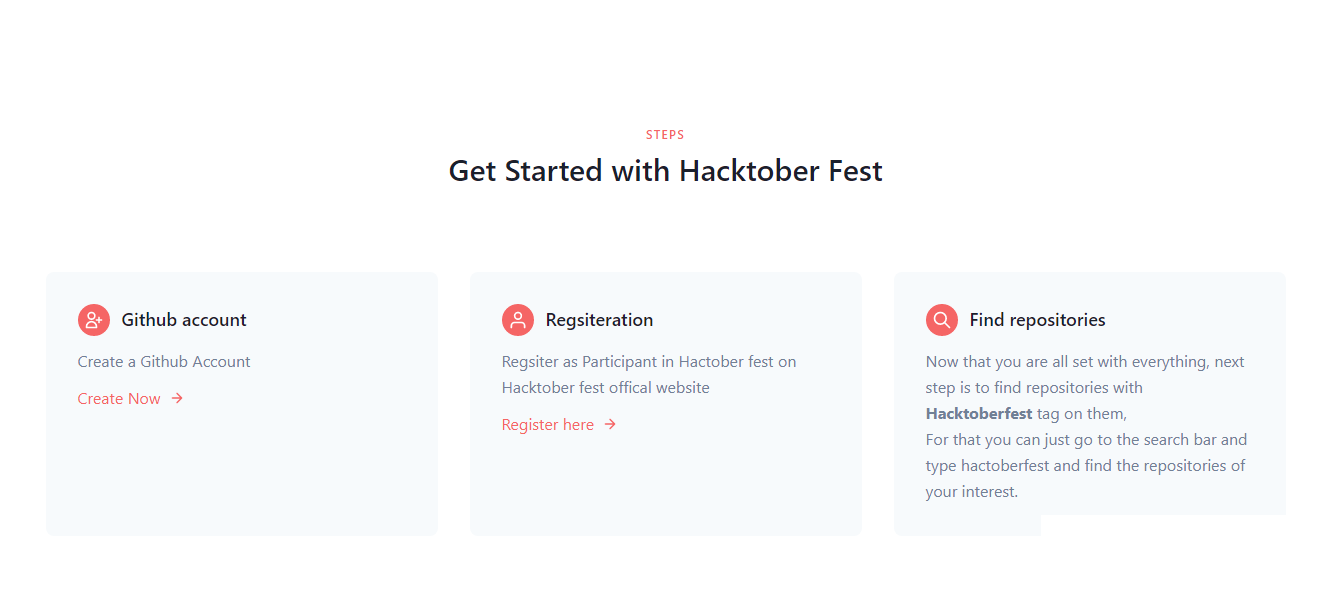 STEPS
Get Started with Hacktober Fest
Github account
Create a Github Account
Create Now
Regsiteration
Regsiter as Participant in Hactober fest on
Hacktober fest offical website
Register here
Find repositories
Now that you are all set with everything, next
step is to find repositories with
Hacktoberfest tag on them,
For that you can just go to the search bar and
type hactoberfest and find the repositories of
your interest.